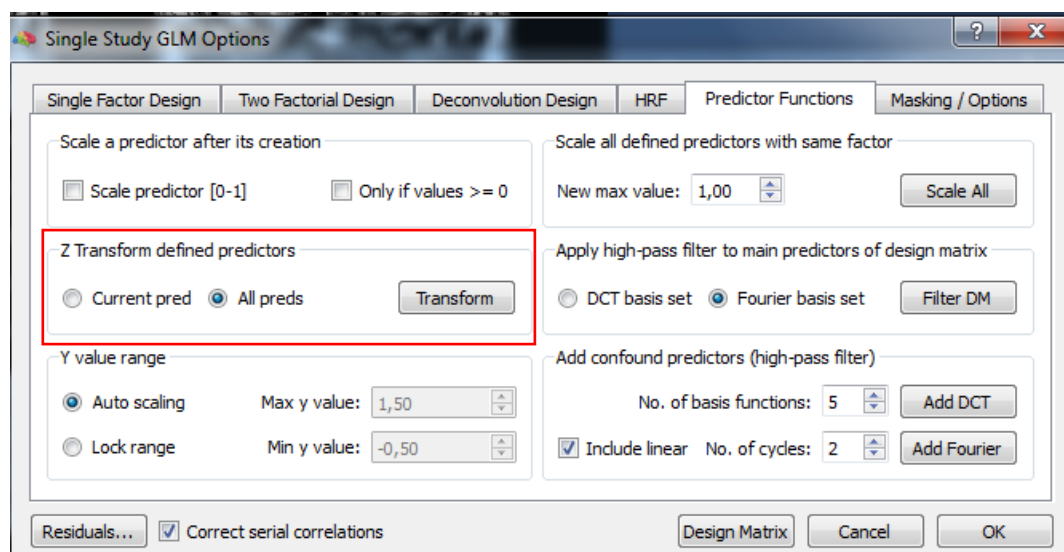 Single Study GLM Options
Single Factor Design
Two Factorial Design
Deconvolution Design
HRF
Predictor Functions
Masking / Options
Scale a predictor after its creation
Scale predictor [0-1] Only if values >= 0
Scale all defined predictors with same factor
New max value: 1,00 Scale All
Z Transform defined predictors
Current pred All preds Transform
Apply high-pass filter to main predictors of design matrix
DCT basis set Fourier basis set Filter DM
Y value range
Auto scaling Max y value: 1,50
Lock range Min y value: -0,50
Add confound predictors (high-pass filter)
No. of basis functions: 5 Add DCT
Include linear No. of cycles: 2 Add Fourier
Residuals... Correct serial correlations Design Matrix Cancel OK